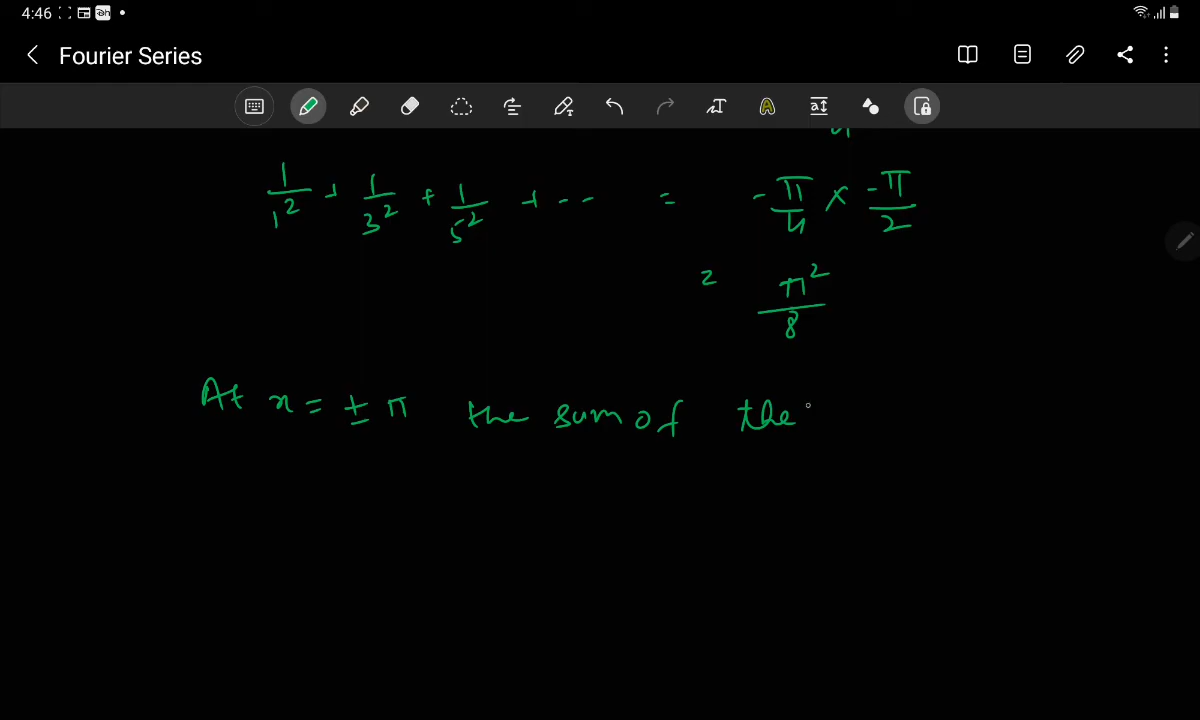 4:46
Fourier Series
1/1² + 1/3² + 1/5² + -- = -π/4 × -π/2
= π²/8
At x = ± π the sum of the